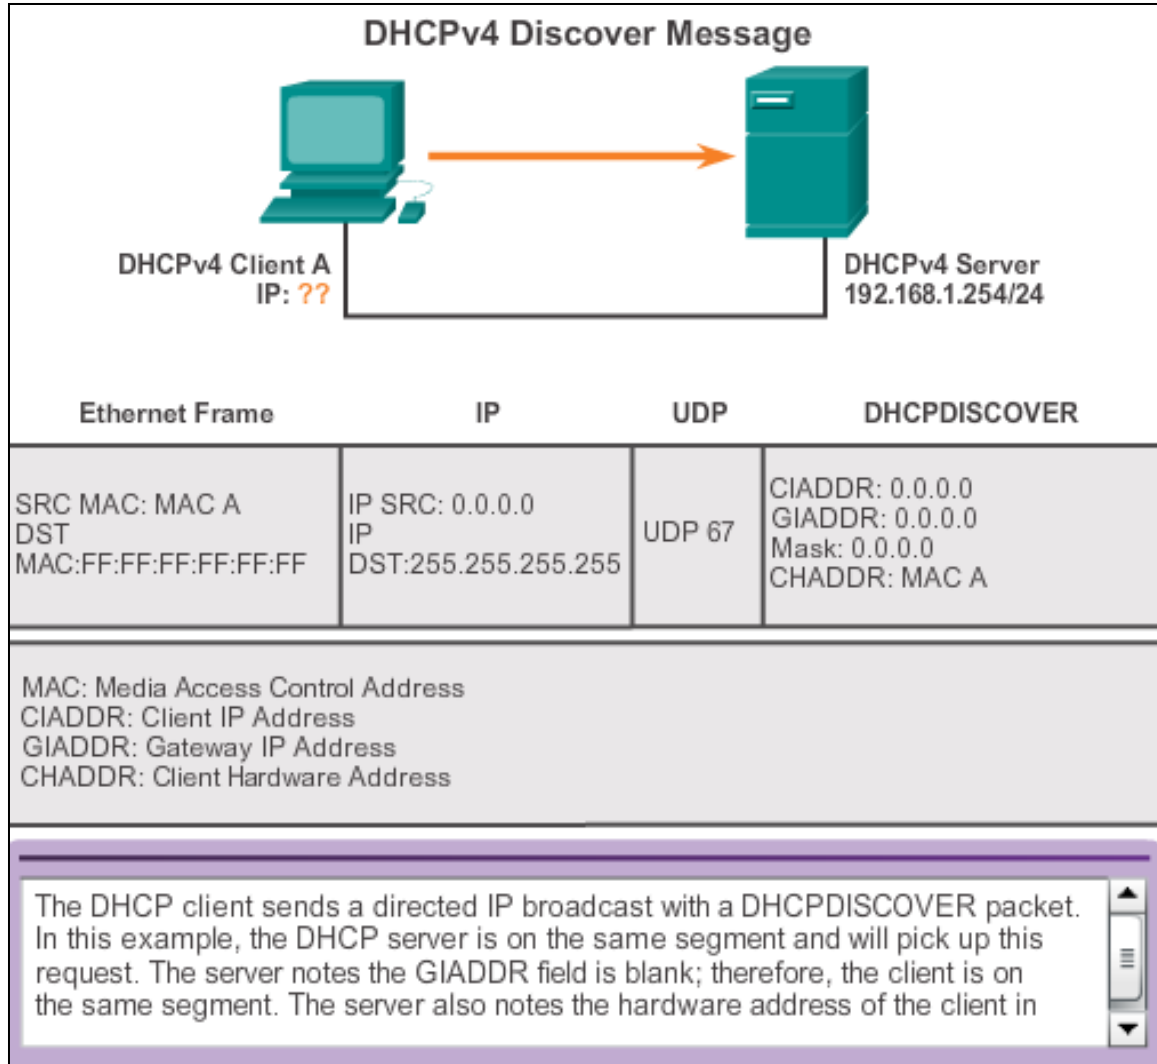 DHCPv4 Discover Message
DHCPv4 Client A
IP: ??
DHCPv4 Server
192.168.1.254/24
Ethernet Frame
IP
UDP
DHCPDISCOVER
SRC MAC: MAC A
DST
MAC:FF:FF:FF:FF:FF:FF
IP SRC: 0.0.0.0
IP
DST:255.255.255.255
UDP 67
CIADDR: 0.0.0.0
GIADDR: 0.0.0.0
Mask: 0.0.0.0
CHADDR: MAC A
MAC: Media Access Control Address
CIADDR: Client IP Address
GIADDR: Gateway IP Address
CHADDR: Client Hardware Address
The DHCP client sends a directed IP broadcast with a DHCPDISCOVER packet.
In this example, the DHCP server is on the same segment and will pick up this
request. The server notes the GIADDR field is blank; therefore, the client is on
the same segment. The server also notes the hardware address of the client in